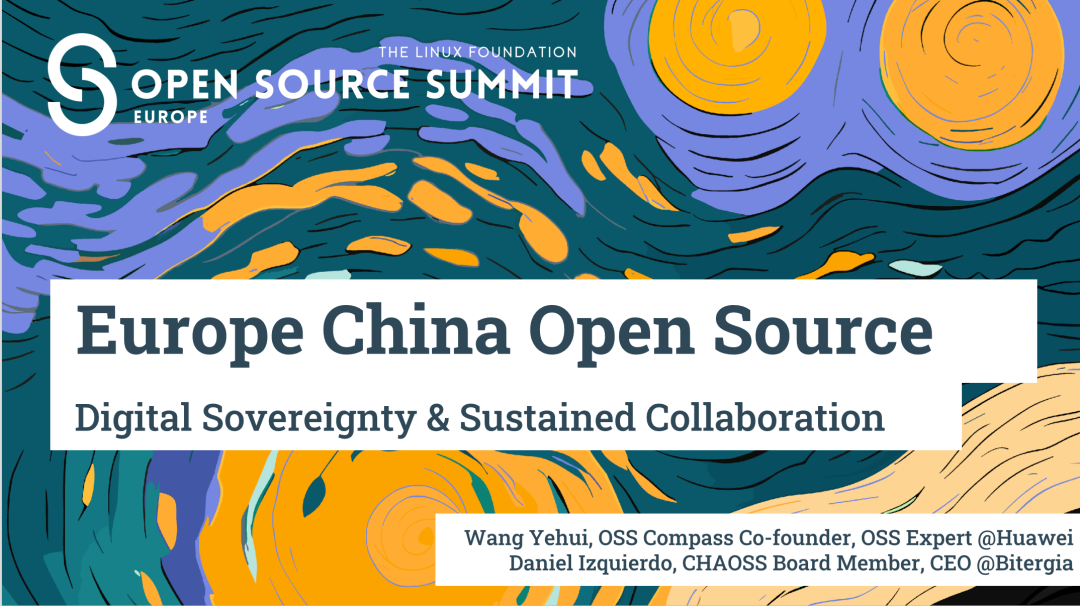 THE LINUX FOUNDATION
OPEN SOURCE SUMMIT
EUROPE
Europe China Open Source
Digital Sovereignty & Sustained Collaboration
Wang Yehui, OSS Compass Co-founder, OSS Expert @Huawei
Daniel Izquierdo, CHAOSS Board Member, CEO @Bitergia